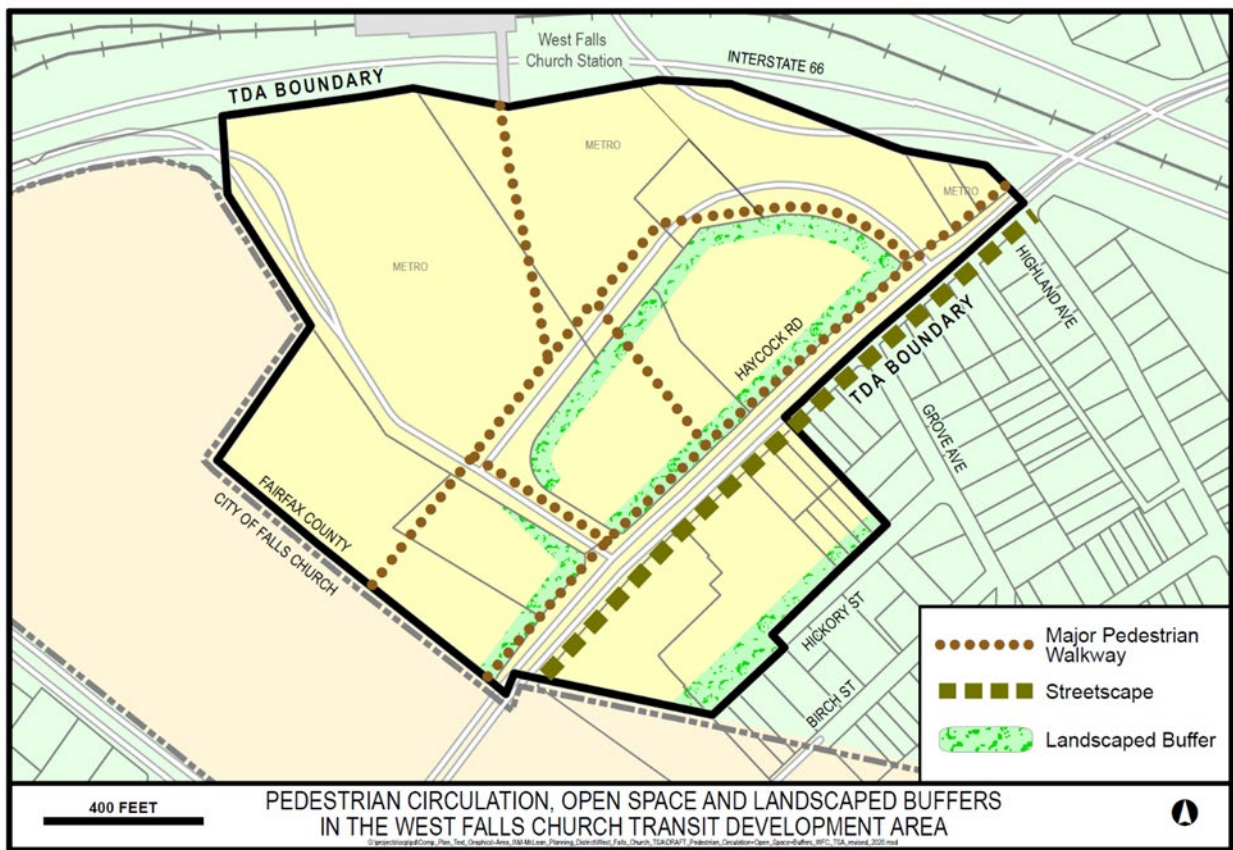 West Falls
Church Station
INTERSTATE 66
TDA BOUNDARY
METRO
METRO
METRO
HIGHLAND AVE
HAYCOCK RD
TDA BOUNDARY
GROVE AVE
FAIRFAX COUNTY
CITY OF FALLS CHURCH
HICKORY ST
BIRCH ST
Major Pedestrian
Walkway
Streetscape
Landscaped Buffer
400 FEET
PEDESTRIAN CIRCULATION, OPEN SPACE AND LANDSCAPED BUFFERS
IN THE WEST FALLS CHURCH TRANSIT DEVELOPMENT AREA